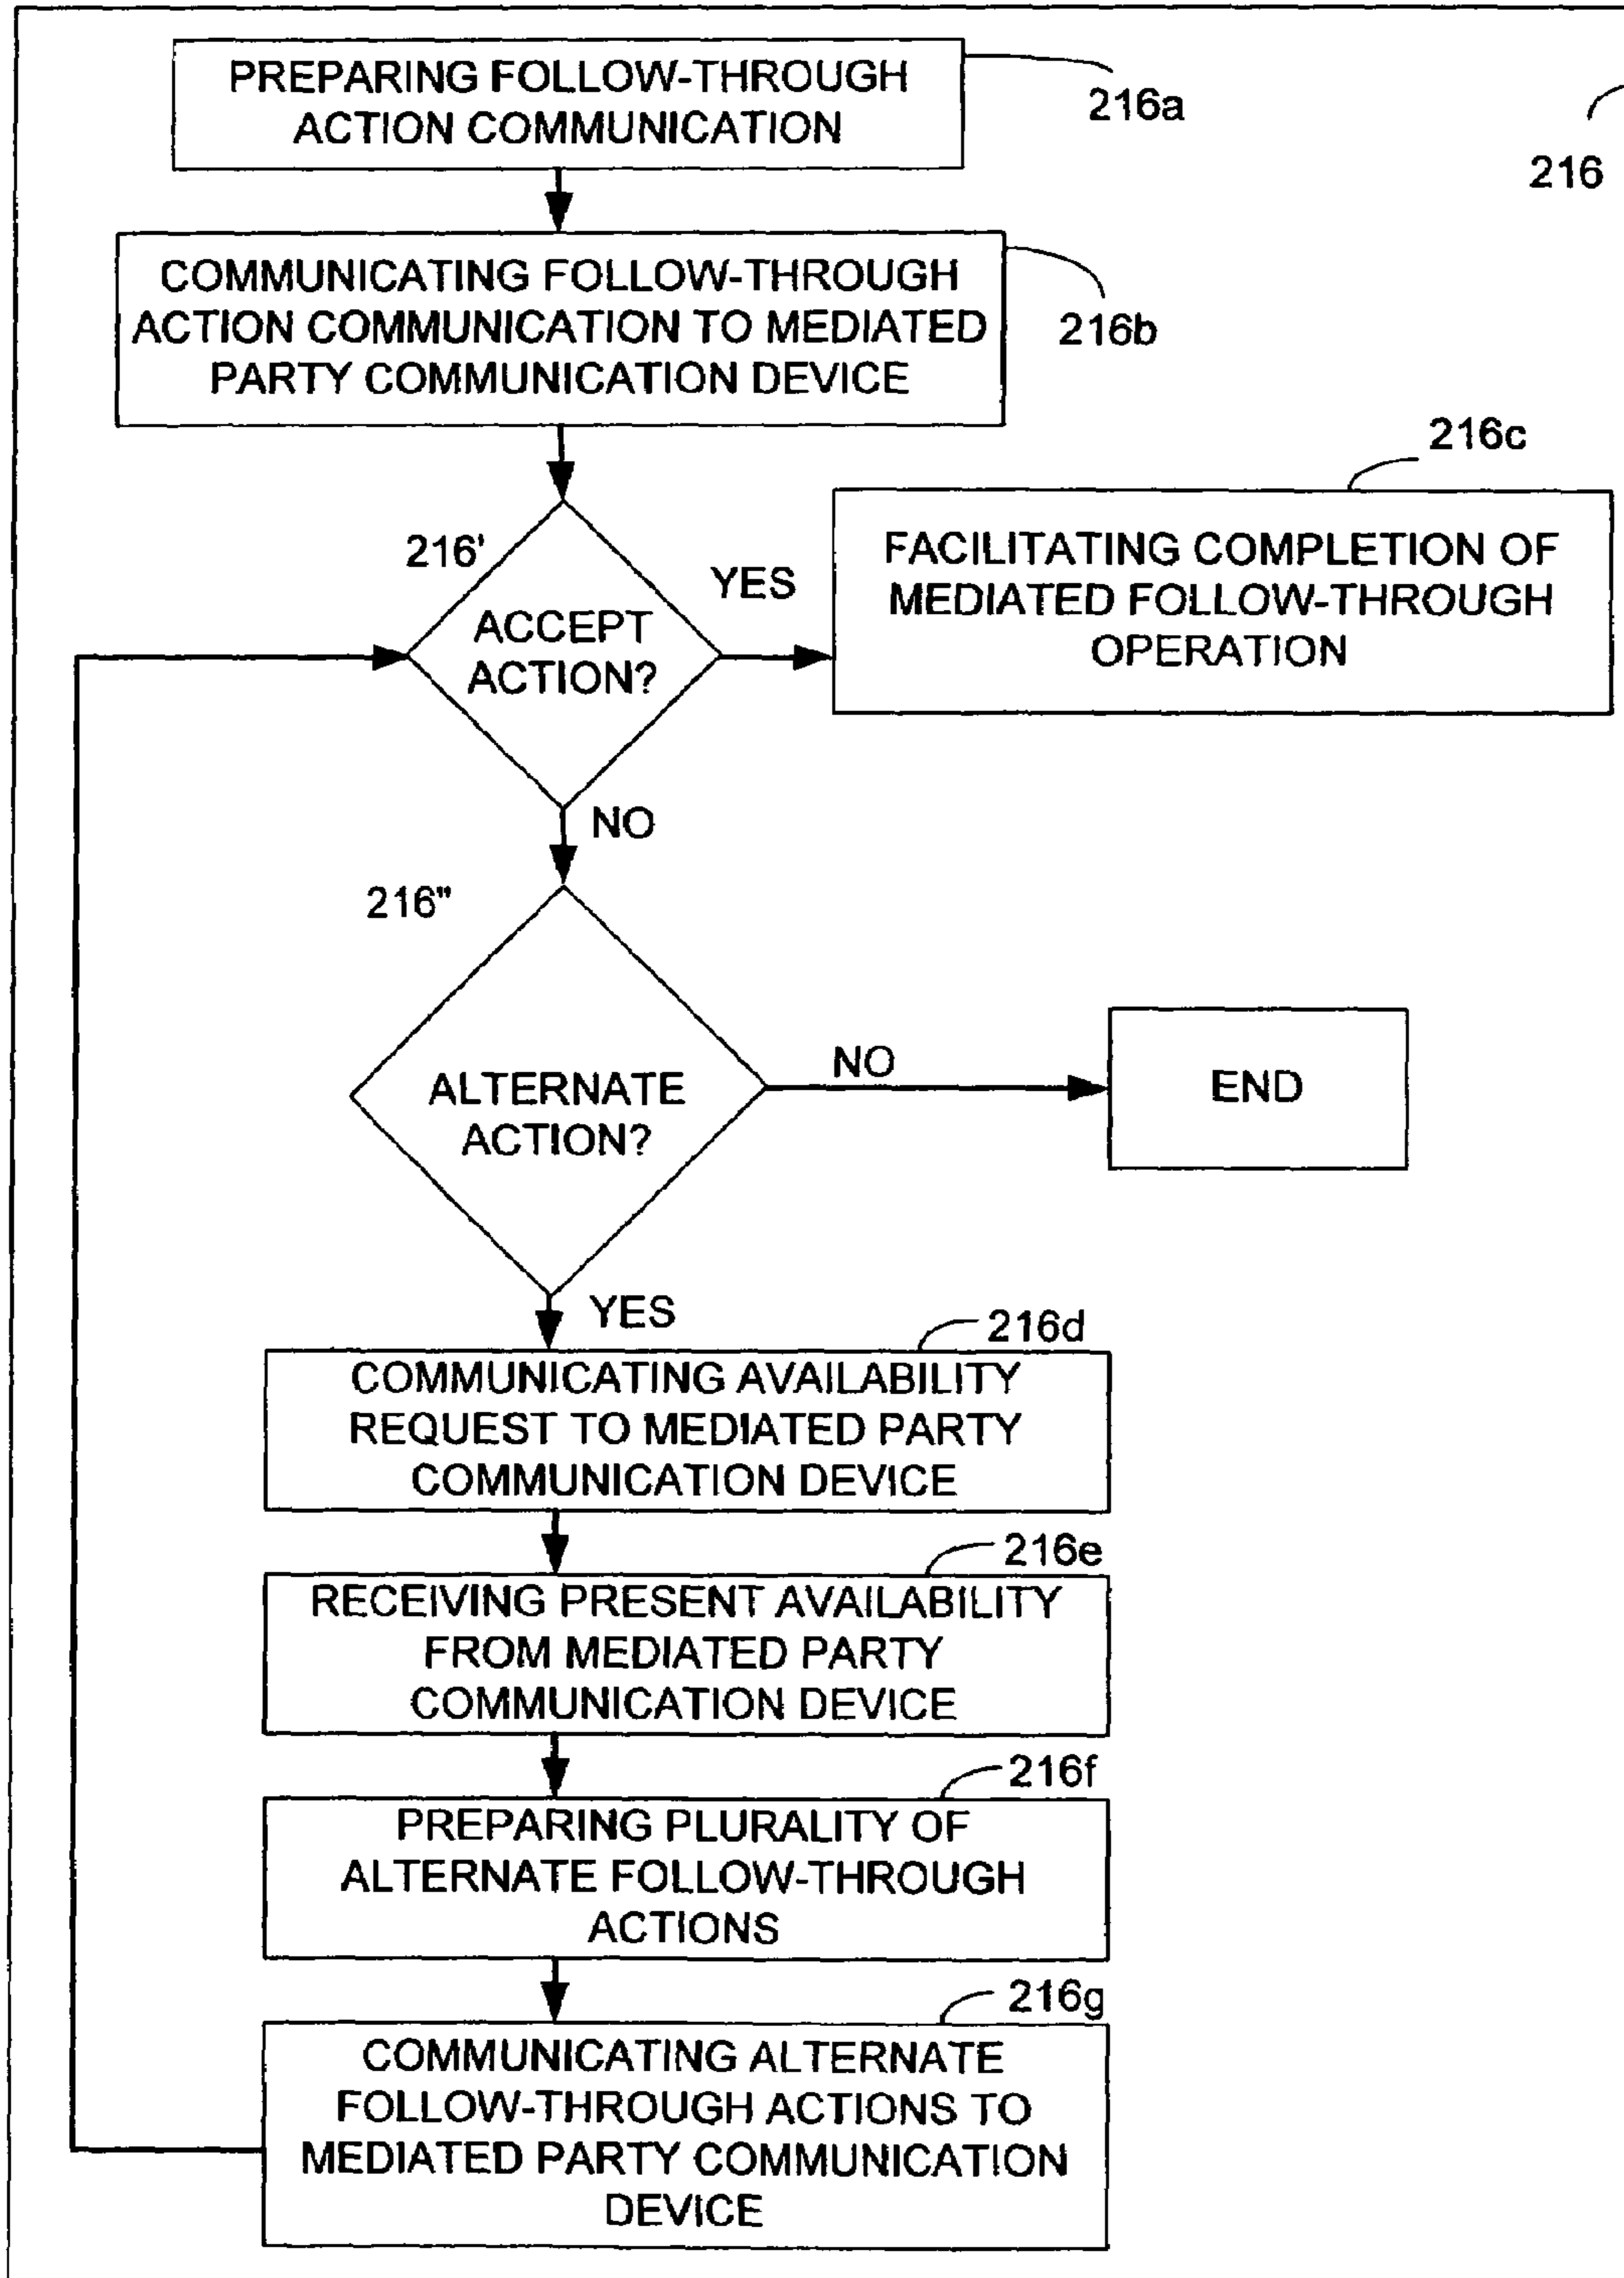 PREPARING FOLLOW-THROUGH
ACTION COMMUNICATION
216a
216
COMMUNICATING FOLLOW-THROUGH
ACTION COMMUNICATION TO MEDIATED
PARTY COMMUNICATION DEVICE
216b
216c
FACILITATING COMPLETION OF
MEDIATED FOLLOW-THROUGH
OPERATION
216'
YES
ACCEPT
ACTION?
NO
216"
ALTERNATE
ACTION?
NO
END
YES
216d
COMMUNICATING AVAILABILITY
REQUEST TO MEDIATED PARTY
COMMUNICATION DEVICE
216e
RECEIVING PRESENT AVAILABILITY
FROM MEDIATED PARTY
COMMUNICATION DEVICE
216f
PREPARING PLURALITY OF
ALTERNATE FOLLOW-THROUGH
ACTIONS
216g
COMMUNICATING ALTERNATE
FOLLOW-THROUGH ACTIONS TO
MEDIATED PARTY COMMUNICATION
DEVICE